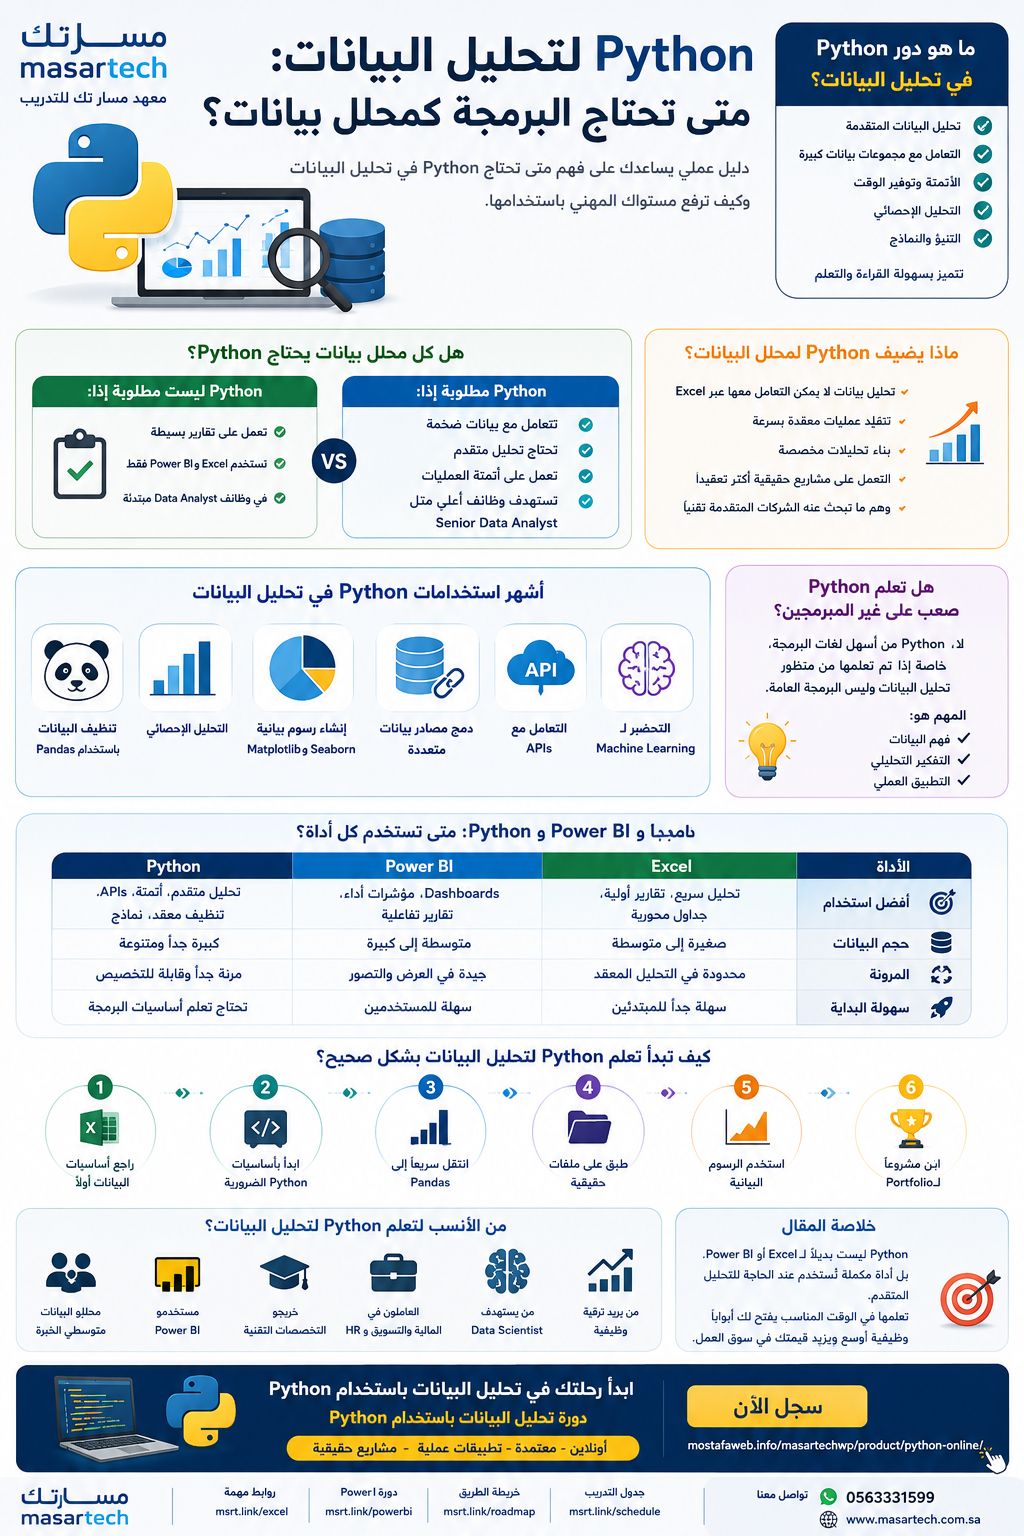 مسارتك
masartech
معهد مسار تك للتدريب
Python لتحليل البيانات:
متى تحتاج البرمجة كمحلل بيانات؟
دليل عملي يساعدك على فهم متى تحتاج Python في تحليل البيانات
وكيف ترفع مستواك المهني باستخدامها.
ما هو دور Python
في تحليل البيانات؟
تحليل البيانات المتقدمة
التعامل مع مجموعات بيانات كبيرة
الأتمتة وتوفير الوقت
التحليل الإحصائي
التنبؤ والنماذج
تتميز بسهولة القراءة والتعلم
ماذا يضيف Python لمحلل البيانات؟
تحليل بيانات لا يمكن التعامل معها عبر Excel
تنفيذ عمليات معقدة بسرعة
بناء تحليلات مخصصة
التعمل على مشاريع حقيقية أكثر تعقيداً
وهم ما تبحث عنه الشركات المتقدمة تقنياً
هل كل محلل بيانات يحتاج Python؟
Python مطلوبة إذا:
تتعامل مع بيانات ضخمة
تحتاج تحليل متقدم
تعمل على أتمتة العمليات
تستهدف وظائف أعلى مثل
Senior Data Analyst
VS
Python ليست مطلوبة إذا:
تعمل على تقارير بسيطة
تستخدم Excel و Power BI فقط
في وظائف Data Analyst مبتدئة
هل تعلم Python
صعب على غير المبرمجين؟
لا، Python من أسهل لغات البرمجة،
خاصة إذا تم تعلمها من منظور
تحليل البيانات وليس البرمجة العامة.
المهم هو:
فهم البيانات
التفكير التحليلي
التطبيق العملي
أشهر استخدامات Python في تحليل البيانات
API
التحضير لـ
Machine Learning
التعامل مع
APIs
دمج مصادر بيانات
متعددة
إنشاء رسوم بيانية
Matplotlib و Seaborn
التحليل الإحصائي
تنظيف البيانات
باستخدام Pandas
و Power BI و Python: متى تستخدم كل أداة؟
الأداة Excel Power BI Python
أفضل استخدام
تحليل سريع، تقارير أولية،
جداول محورية
Dashboards، مؤشرات أداء،
تقارير تفاعلية
تحليل متقدم، أتمتة، APIs،
تنظيف معقد، نماذج
حجم البيانات صغيرة إلى متوسطة متوسطة إلى كبيرة كبيرة جداً ومتنوعة
المرونة محدودة في التحليل المعقد جيدة في العرض والتصور مرنة جداً وقابلة للتخصيص
سهولة البداية سهلة جداً للمبتدئين سهلة للمستخدمين تحتاج تعلم أساسيات البرمجة
كيف تبدأ تعلم Python لتحليل البيانات بشكل صحيح؟
1
X
راجع أساسيات
البيانات أولاً
2
</>
ابدأ بأساسيات
Python الضرورية
3
انتقل سريعاً إلى
Pandas
4
طبق على ملفات
حقيقية
5
استخدم الرسوم
البيانية
6
ابن مشروعاً
لـPortfolio
خلاصة المقال
Python ليست بديلاً لـ Excel أو Power BI.
بل أداة مكملة تُستخدم عند الحاجة للتحليل
المتقدم.
تعلمها في الوقت المناسب يفتح لك أبواباً
وظيفية أوسع ويزيد قيمتك في سوق العمل.
من الأنسب لتعلم Python لتحليل البيانات؟
من يريد ترقية
وظيفية
من يستهدف
Data Scientist
العاملون في
المالية والتسويق و HR
خريجو
التخصصات التقنية
مستخدمو
Power BI
محللو البيانات
متوسطي الخبرة
ابدأ رحلتك في تحليل البيانات باستخدام Python
دورة تحليل البيانات باستخدام Python
أونلاين - معتمدة - تطبيقات عملية - مشاريع حقيقية
سجل الآن
mostafaweb.info/masartechwp/product/python-online/
تواصل معنا
0563331599
www.masartech.com.sa
جدول التدريب
msrt.link/schedule
خريطة الطريق
msrt.link/roadmap
دورة Power I
msrt.link/powerbi
روابط مهمة
msrt.link/excel
مسارتك
masartech